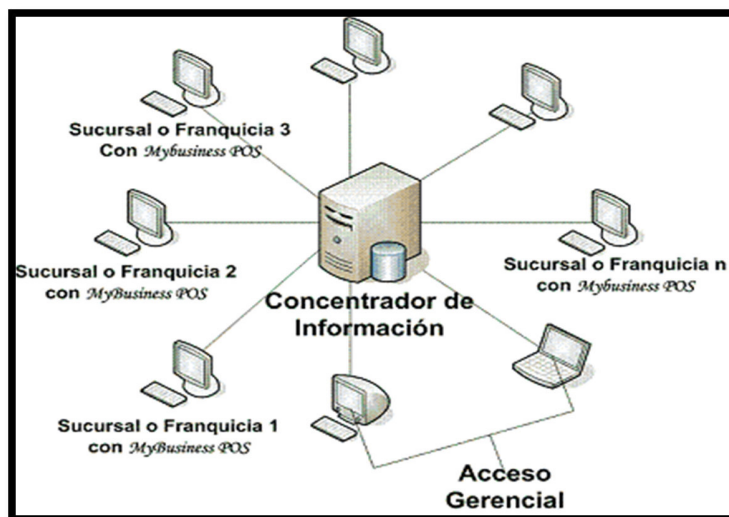 Sucursal o Franquicia 3
Con Mybusiness POS
Sucursal o Franquicia 2
con MyBusiness POS
Sucursal o Franquicia n
con Mybusiness POS
Concentrador de
Información
Sucursal o Franquicia 1
con MyBusiness POS
Acceso
Gerencial